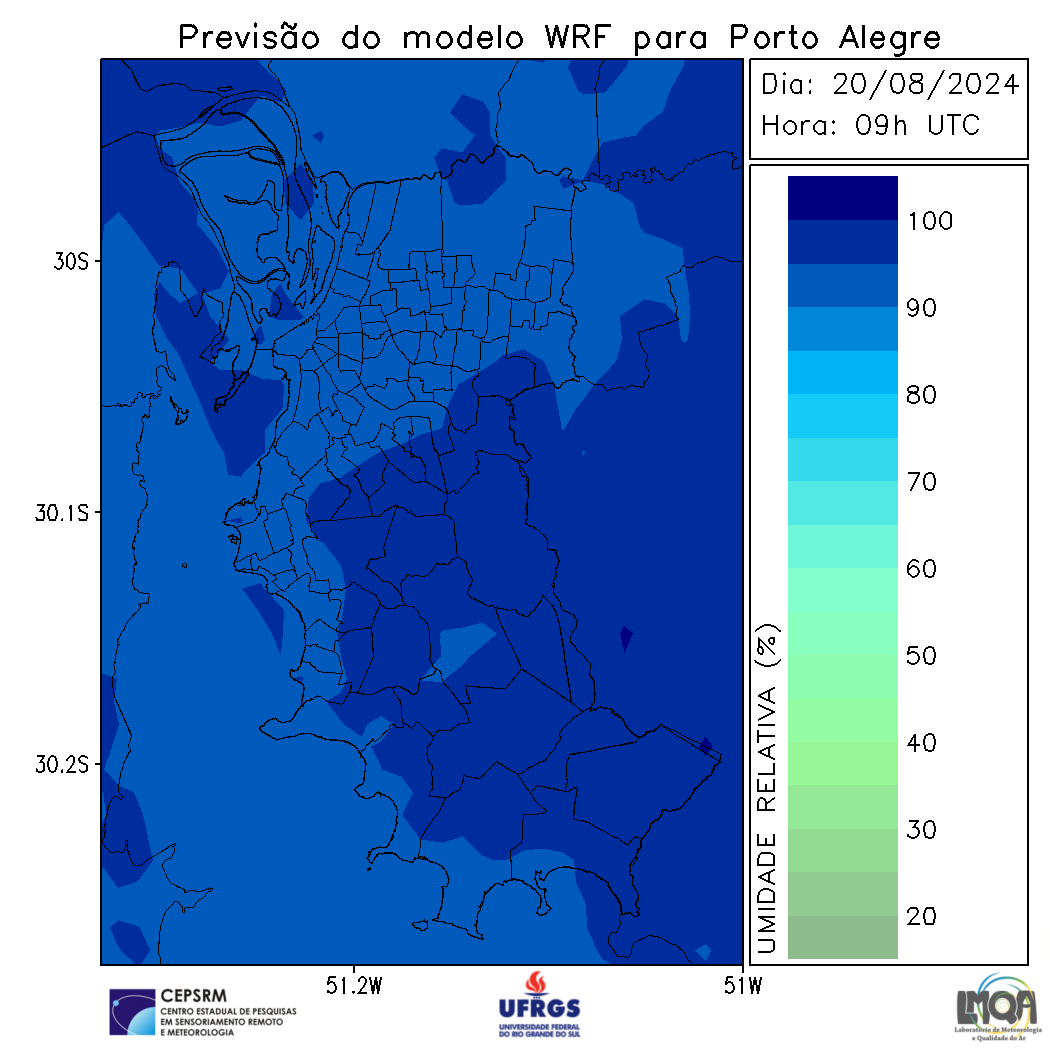 Previsão do modelo WRF para Porto Alegre
Dia: 20/08/2024
Hora: 09h UTC
30S
30.1S
30.2S
51.2W
51W
UMIDADE RELATIVA (%)
100
90
80
70
60
50
40
30
20
CEPSRM
CENTRO ESTADUAL DE PESQUISAS
EM SENSORIAMENTO REMOTO
E METEOROLOGIA
UFRGS
UNIVERSIDADE FEDERAL
DO RIO GRANDE DO SUL
LMQA
Laboratório de Meteorologia
e Qualidade do Ar